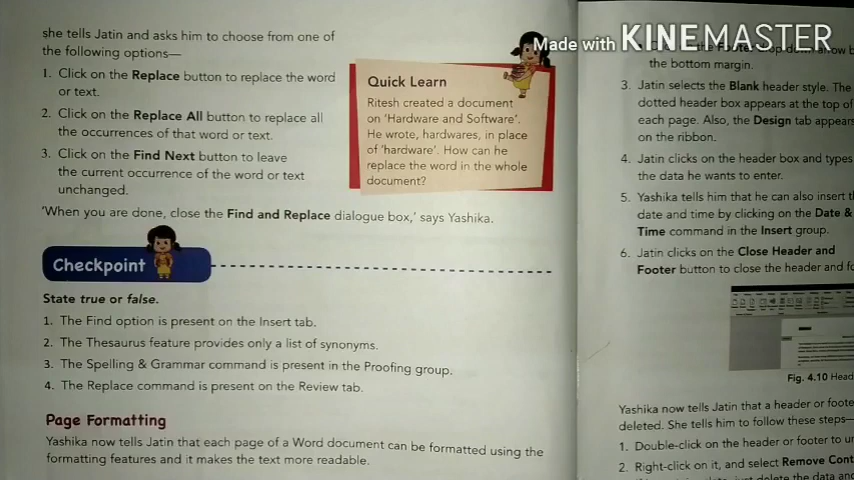 she tells Jatin and asks him to choose from one of
the following options—
1. Click on the Replace button to replace the word
or text.
2. Click on the Replace All button to replace all
the occurrences of that word or text.
3. Click on the Find Next button to leave
the current occurrence of the word or text
unchanged.
Quick Learn
Ritesh created a document
on ‘Hardware and Software’.
He wrote, hardwares, in place
of ‘hardware’. How can he
replace the word in the whole
document?
‘When you are done, close the Find and Replace dialogue box,’ says Yashika.
Checkpoint
State true or false.
1. The Find option is present on the Insert tab.
2. The Thesaurus feature provides only a list of synonyms.
3. The Spelling & Grammar command is present in the Proofing group.
4. The Replace command is present on the Review tab.
Page Formatting
Yashika now tells Jatin that each page of a Word document can be formatted using the
formatting features and it makes the text more readable.
Made with KINEMASTER
the Footer
the bottom margin.
3. Jatin selects the Blank header style. The
dotted header box appears at the top of
each page. Also, the Design tab appears
on the ribbon.
4. Jatin clicks on the header box and types
the data he wants to enter.
5. Yashika tells him that he can also insert
date and time by clicking on the Date &
Time command in the Insert group.
6. Jatin clicks on the Close Header and
Footer button to close the header and
Fig. 4.10
Yashika now tells Jatin that a header or
deleted. She tells him to follow these steps—
1. Double-click on the header or footer to
2. Right-click on it, and select Remove